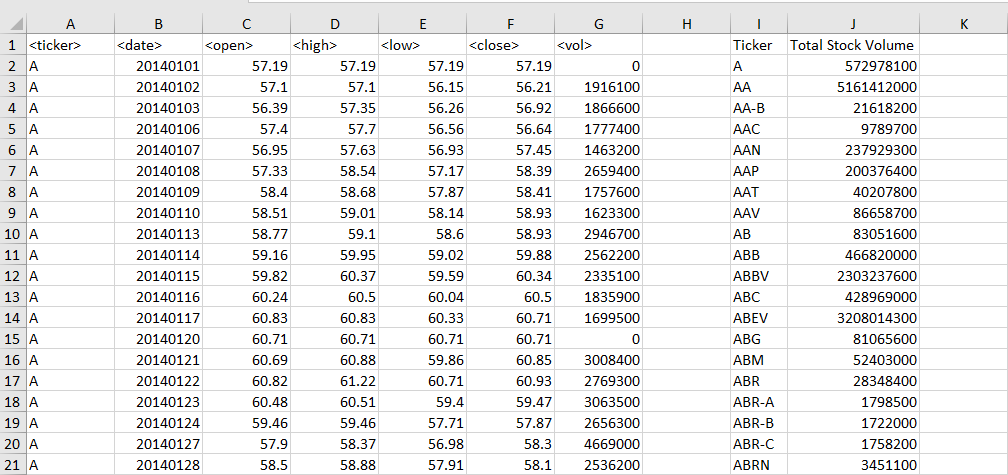 A B C D E F G H I J K
1 <ticker> <date> <open> <high> <low> <close> <vol> Ticker Total Stock Volume
2 A 20140101 57.19 57.19 57.19 57.19 0 A 572978100
3 A 20140102 57.1 57.1 56.15 56.21 1916100 AA 5161412000
4 A 20140103 56.39 57.35 56.26 56.92 1866600 AA-B 21618200
5 A 20140106 57.4 57.7 56.56 56.64 1777400 AAC 9789700
6 A 20140107 56.95 57.63 56.93 57.45 1463200 AAN 237929300
7 A 20140108 57.33 58.54 57.17 58.39 2659400 AAP 200376400
8 A 20140109 58.4 58.68 57.87 58.41 1757600 AAT 40207800
9 A 20140110 58.51 59.01 58.14 58.93 1623300 AAV 86658700
10 A 20140113 58.77 59.1 58.6 58.93 2946700 AB 83051600
11 A 20140114 59.16 59.95 59.02 59.88 2562200 ABB 466820000
12 A 20140115 59.82 60.37 59.59 60.34 2335100 ABBV 2303237600
13 A 20140116 60.24 60.5 60.04 60.5 1835900 ABC 428969000
14 A 20140117 60.83 60.83 60.33 60.71 1699500 ABEV 3208014300
15 A 20140120 60.71 60.71 60.71 60.71 0 ABG 81065600
16 A 20140121 60.69 60.88 59.86 60.85 3008400 ABM 52403000
17 A 20140122 60.82 61.22 60.71 60.93 2769300 ABR 28348400
18 A 20140123 60.48 60.51 59.4 59.47 3063500 ABR-A 1798500
19 A 20140124 59.46 59.46 57.71 57.87 2656300 ABR-B 1722000
20 A 20140127 57.9 58.37 56.98 58.3 4669000 ABR-C 1758200
21 A 20140128 58.5 58.88 57.91 58.1 2536200 ABRN 3451100